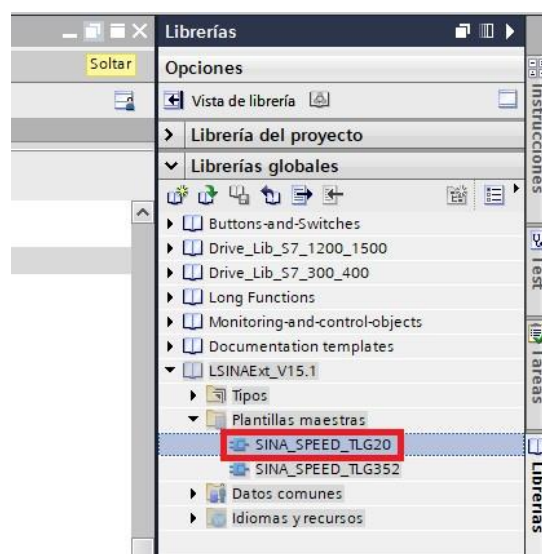 Librerías
Soltar
Opciones
Vista de librería
Librería del proyecto
Librerías globales
Buttons-and-Switches
Drive_Lib_S7_1200_1500
Drive_Lib_S7_300_400
Long Functions
Monitoring-and-control-objects
Documentation templates
LSINAExt_V15.1
Tipos
Plantillas maestras
SINA_SPEED_TLG20
SINA_SPEED_TLG352
Datos comunes
Idiomas y recursos
Instrucciones
Test
Tareas
Librerías